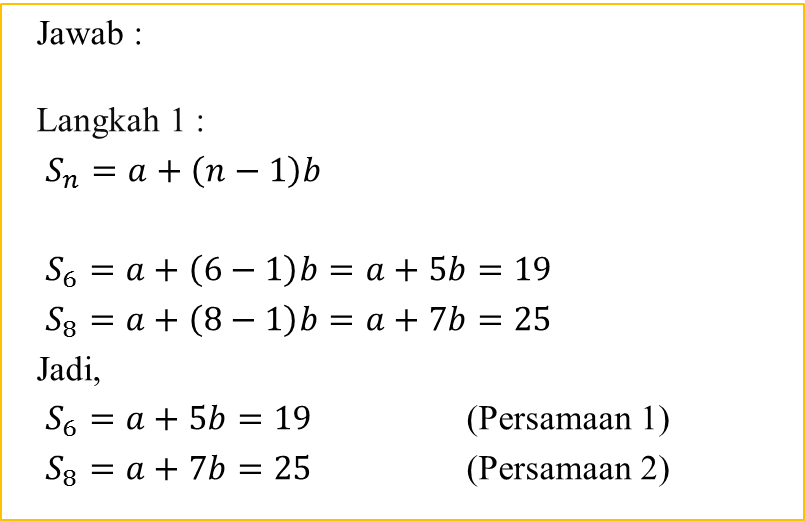 Jawab :
Langkah 1 :
𝑆𝑛 = 𝑎 + (𝑛 − 1)𝑏
𝑆6 = 𝑎 + (6 − 1)𝑏 = 𝑎 + 5𝑏 = 19
𝑆8 = 𝑎 + (8 − 1)𝑏 = 𝑎 + 7𝑏 = 25
Jadi,
𝑆6 = 𝑎 + 5𝑏 = 19 (Persamaan 1)
𝑆8 = 𝑎 + 7𝑏 = 25 (Persamaan 2)